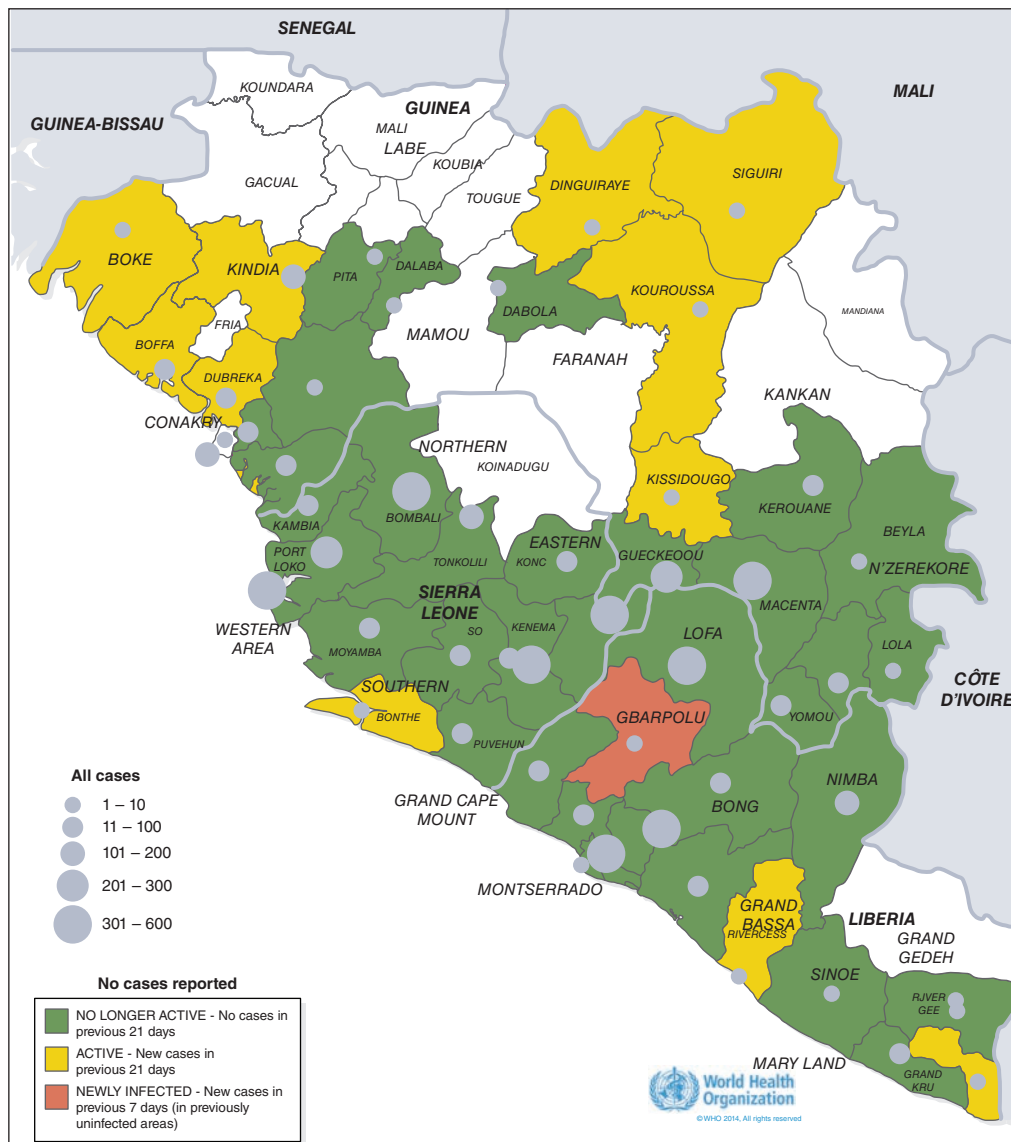 SENEGAL
KOUNDARA
GUINEA
MALI
GUINEA-BISSAU
MALI
LABE
KOUBIA
GACUAL
TOUGUE
DINGUIRAYE
SIGUIRI
BOKE
KINDIA
PITA
DALABA
KOUROUSSA
DABOLA
MANDIANA
FRIA
MAMOU
BOFFA
FARANAH
DUBREKA
KANKAN
CONAKRY
NORTHERN
KOINADUGU
KISSIDOUGO
KEROUANE
KAMBIA
BOMBALI
BEYLA
EASTERN
GUECKEOOU
PORT
LOKO
TONKOLILI
KONC
N'ZEREKORE
SIERRA
LEONE
MACENTA
WESTERN
AREA
SO
KENEMA
LOFA
MOYAMBA
LOLA
SOUTHERN
CÔTE
D'IVOIRE
BONTHE
GBARPOLU
YOMOU
PUVEHUN
NIMBA
All cases
1 – 10
11 – 100
101 – 200
201 – 300
301 – 600
GRAND CAPE
MOUNT
BONG
MONTSERRADO
GRAND
BASSA
RIVERCESS
LIBERIA
GRAND
GEDEH
SINOE
RJVER
GEE
No cases reported
NO LONGER ACTIVE - No cases in
previous 21 days
ACTIVE - New cases in
previous 21 days
NEWLY INFECTED - New cases in
previous 7 days (in previously
uninfected areas)
MARY LAND
GRAND
KRU
World Health
Organization
© WHO 2014, All rights reserved